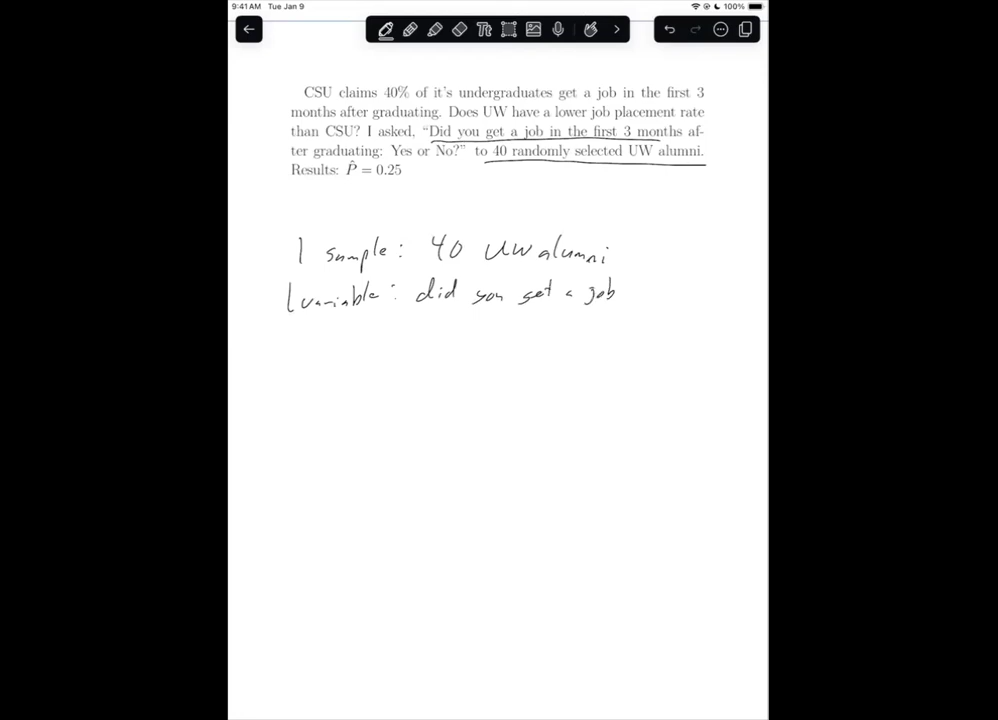 9:41 AM Tue Jan 9
100%
Tt
CSU claims 40% of it's undergraduates get a job in the first 3
months after graduating. Does UW have a lower job placement rate
than CSU? I asked, “Did you get a job in the first 3 months af-
ter graduating: Yes or No?” to 40 randomly selected UW alumni.
Results: P̂ = 0.25
1 sample: 40 UW alumni
1 variable: did you get a job